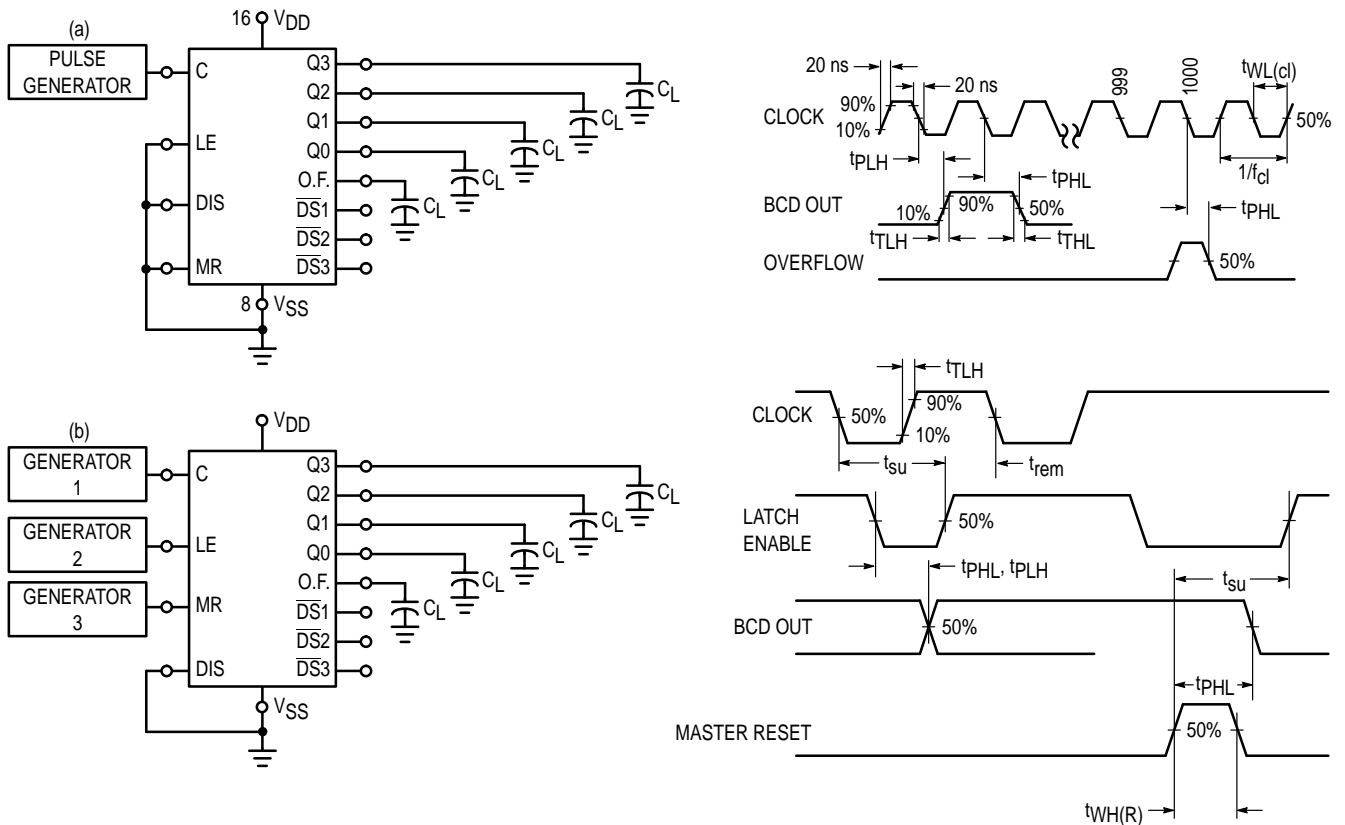 (a)
PULSE
GENERATOR
16 VDD
C
LE
DIS
MR
Q3
Q2
Q1
Q0
O.F.
DS1
DS2
DS3
CL
CL
CL
CL
CL
8 VSS
20 ns
20 ns
999
1000
tWL(cl)
90%
CLOCK
10%
50%
tPLH
1/fcl
tPHL
BCD OUT
10%
90%
50%
tPHL
tTLH
tTHL
OVERFLOW
50%
(b)
GENERATOR
1
GENERATOR
2
GENERATOR
3
VDD
C
LE
MR
DIS
Q3
Q2
Q1
Q0
O.F.
DS1
DS2
DS3
CL
CL
CL
CL
CL
VSS
tTLH
CLOCK
50%
90%
10%
tsu
trem
LATCH
ENABLE
50%
tPHL, tPLH
tsu
BCD OUT
50%
tPHL
MASTER RESET
50%
tWH(R)